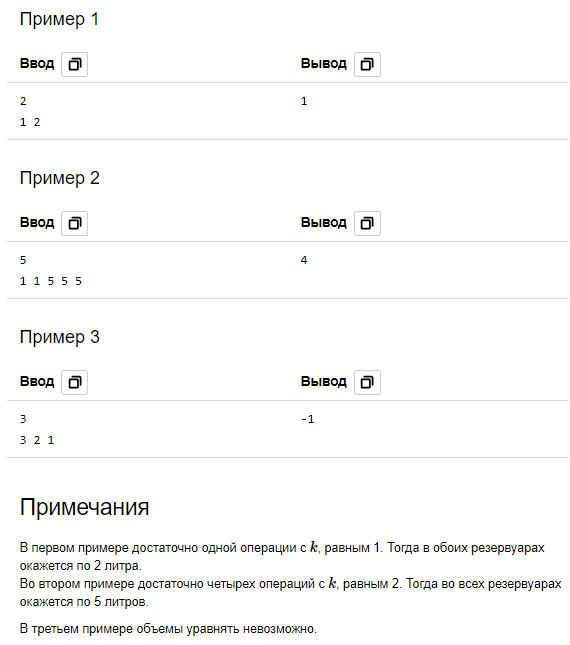 Пример 1
Ввод Вывод
2 1
1 2
Пример 2
Ввод Вывод
5 4
1 1 5 5 5
Пример 3
Ввод Вывод
3 -1
3 2 1
Примечания
В первом примере достаточно одной операции с k, равным 1. Тогда в обоих резервуарах
окажется по 2 литра.
Во втором примере достаточно четырех операций с k, равным 2. Тогда во всех резервуарах
окажется по 5 литров.
В третьем примере объемы уравнять невозможно.